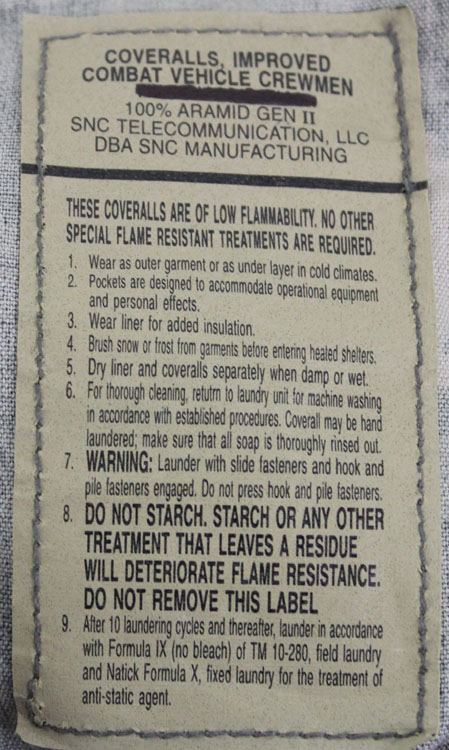 COVERALLS, IMPROVED
COMBAT VEHICLE CREWMEN
100% ARAMID GEN II
SNC TELECOMMUNICATION, LLC
DBA SNC MANUFACTURING
THESE COVERALLS ARE OF LOW FLAMMABILITY. NO OTHER
SPECIAL FLAME RESISTANT TREATMENTS ARE REQUIRED.
1. Wear as outer garment or as under layer in cold climates.
2. Pockets are designed to accommodate operational equipment
and personal effects.
3. Wear liner for added insulation.
4. Brush snow or frost from garments before entering heated shelters.
5. Dry liner and coveralls separately when damp or wet.
6. For thorough cleaning, retutrn to laundry unit for machine washing
in accordance with established procedures. Coverall may be hand
laundered; make sure that all soap is thoroughly rinsed out.
7. WARNING: Launder with slide fasteners and hook and
pile fasteners engaged. Do not press hook and pile fasteners.
8. DO NOT STARCH. STARCH OR ANY OTHER
TREATMENT THAT LEAVES A RESIDUE
WILL DETERIORATE FLAME RESISTANCE.
DO NOT REMOVE THIS LABEL
9. After 10 laundering cycles and thereafter, launder in accordance
with Formula IX (no bleach) of TM 10-280, field laundry
and Natick Formula X, fixed laundry for the treatment of
anti-static agent.